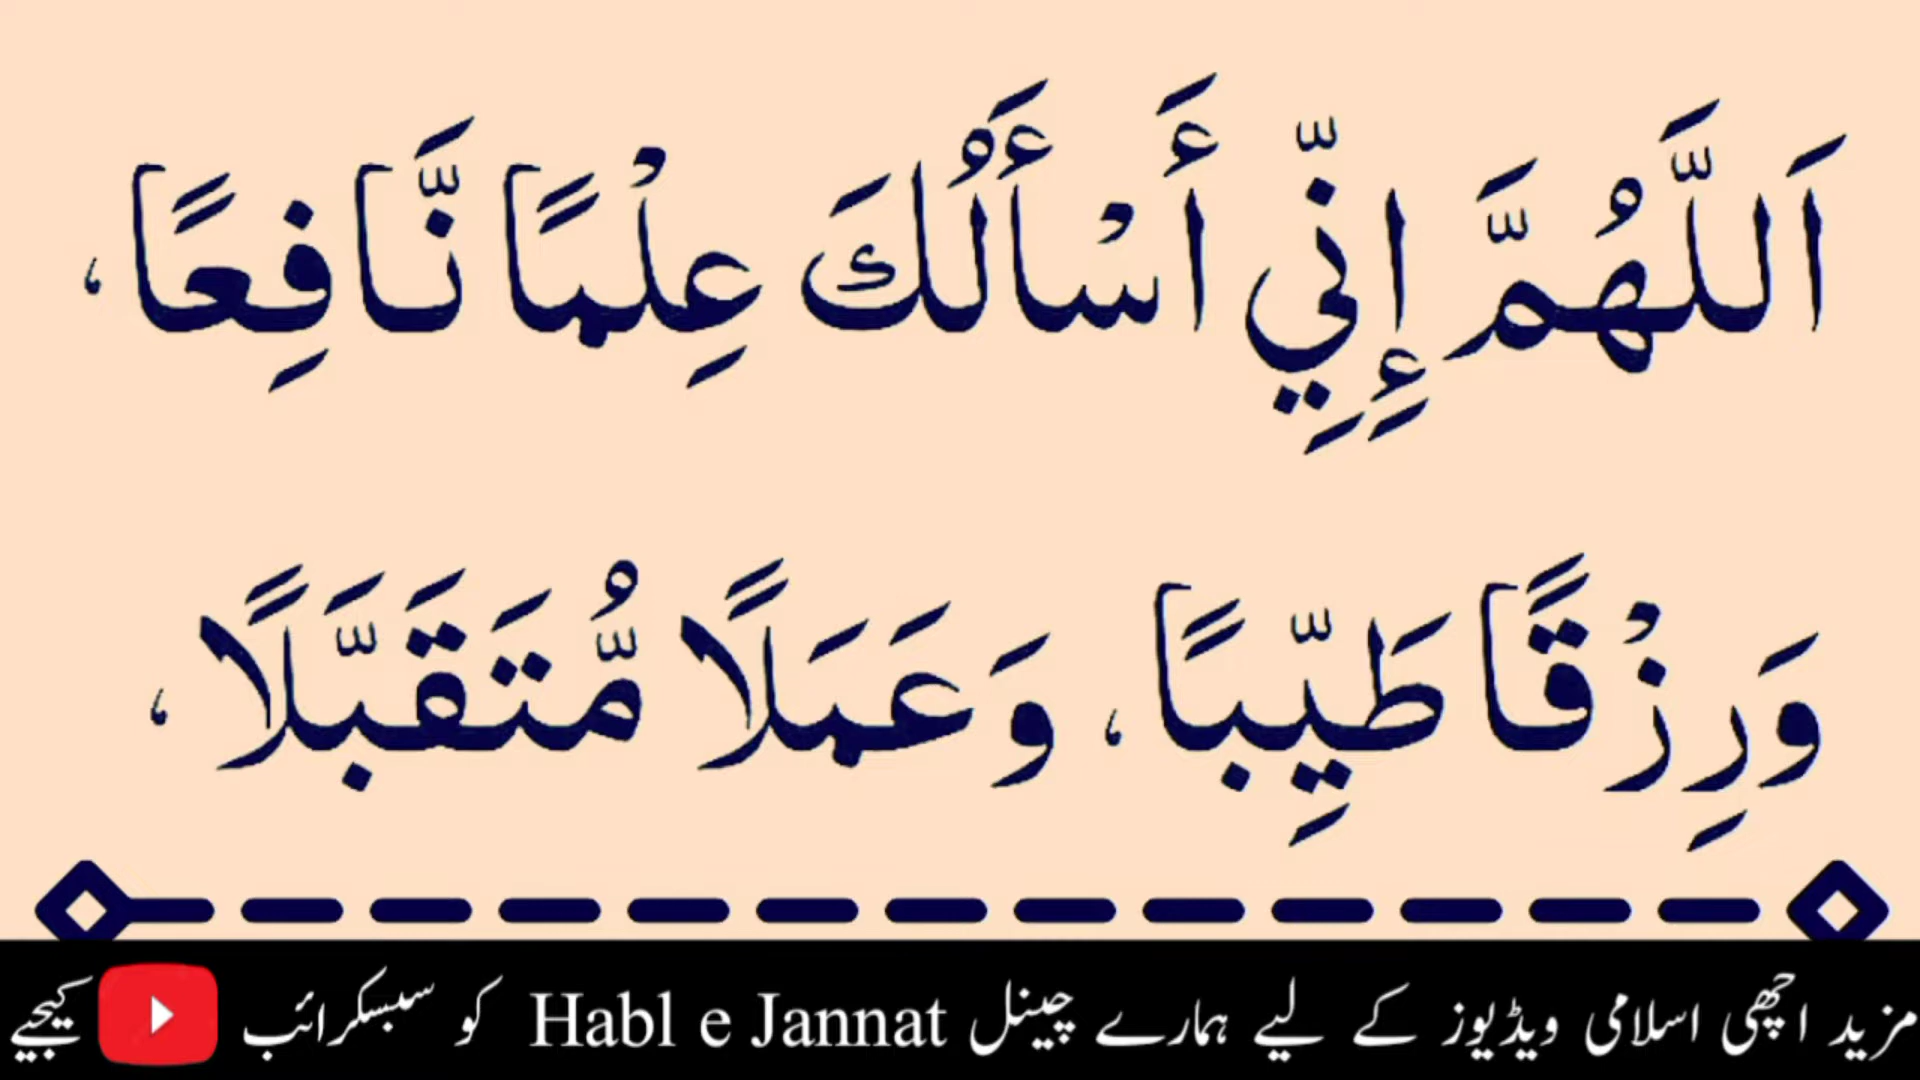 اَللَّهُمَّ إِنِّي أَسْأَلُكَ عِلْمًا نَّافِعًا،
وَرِزْقًا طَيِّبًا، وَعَمَلًا مُّتَقَبَّلًا،
مزید اچھی اسلامی ویڈیوز کے لیے ہمارے چینل Habl e Jannat کو سبسکرائب کیجیے